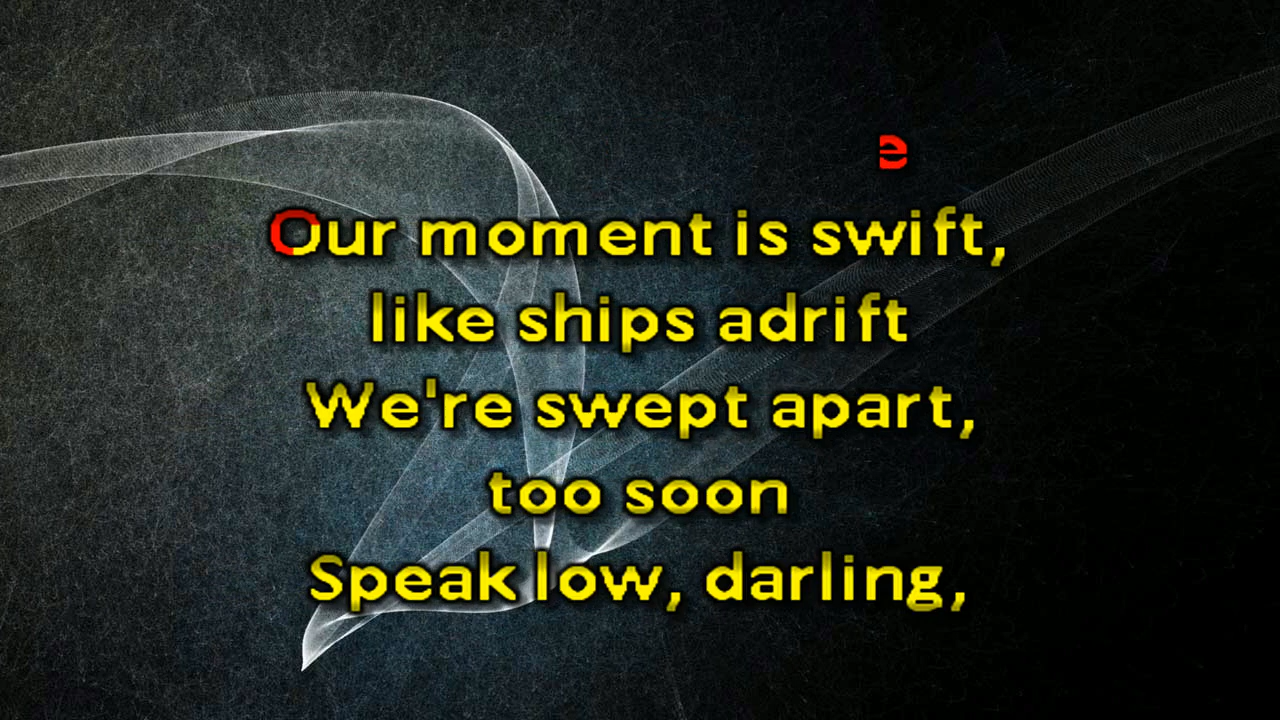 e
Our moment is swift,
like ships adrift
We're swept apart,
too soon
Speak low, darling,